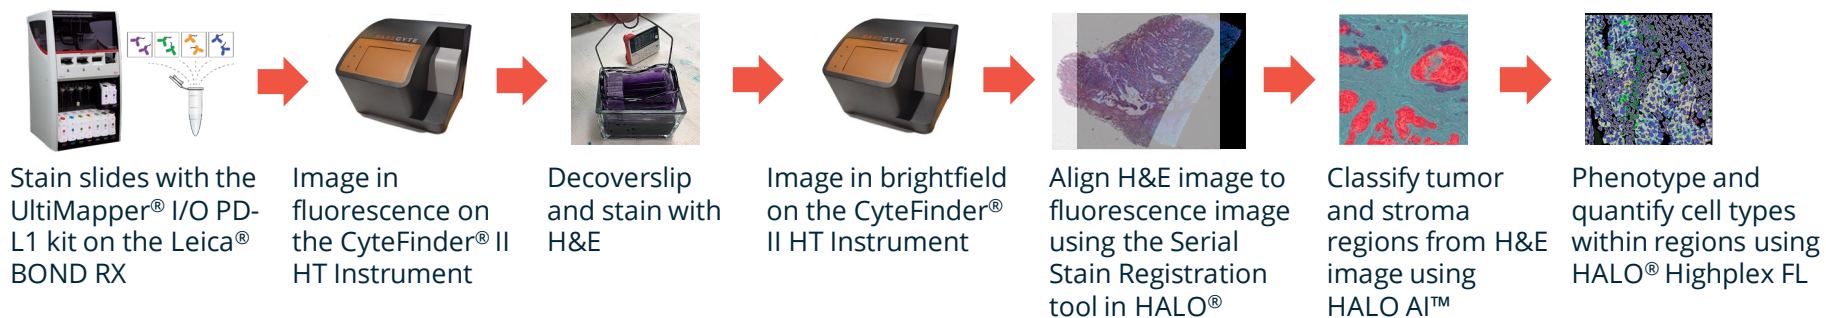 Stain slides with the
UltiMapper® I/O PD-
L1 kit on the Leica®
BOND RX
Image in
fluorescence on
the CyteFinder® II
HT Instrument
Decoverslip
and stain with
H&E
Image in brightfield
on the CyteFinder®
II HT Instrument
Align H&E image to
fluorescence image
using the Serial
Stain Registration
tool in HALO®
Classify tumor
and stroma
regions from H&E
image using
HALO AI™
Phenotype and
quantify cell types
within regions using
HALO® Highplex FL